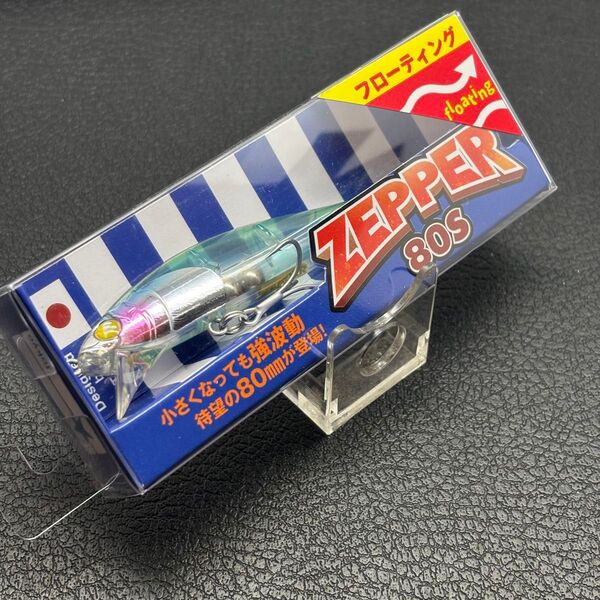 フローティング
floating
ZEPPER
80S
小さくなっても強波動
待望の80mmが登場!
Designed